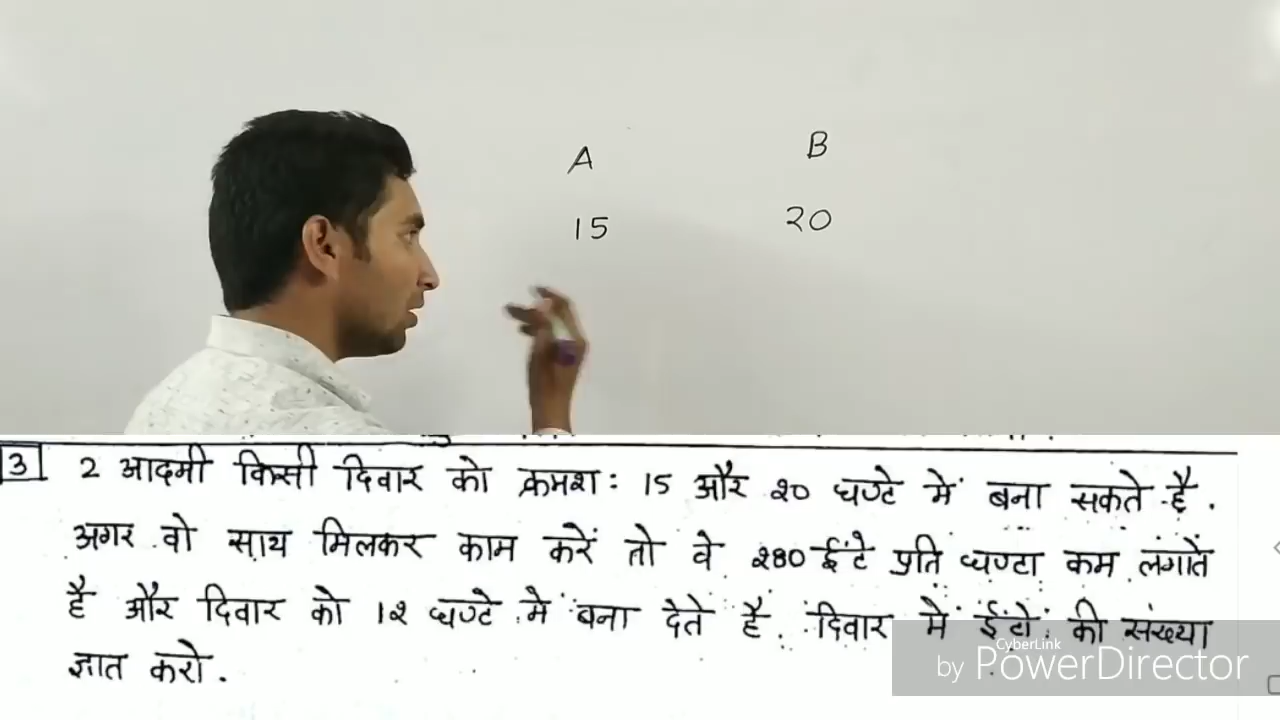 A B
15 20
3 2 आदमी किसी दिवार को क्रमश: 15 और 20 घण्टे में बना सकते है.
अगर वो साथ मिलकर काम करें तो वे 280 ईंटे प्रति घण्टा कम लगाते
है और दिवार को 12 घण्टे में बना देते है. दिवार में ईंटो की संख्या
ज्ञात करो.
CyberLink
by PowerDirector